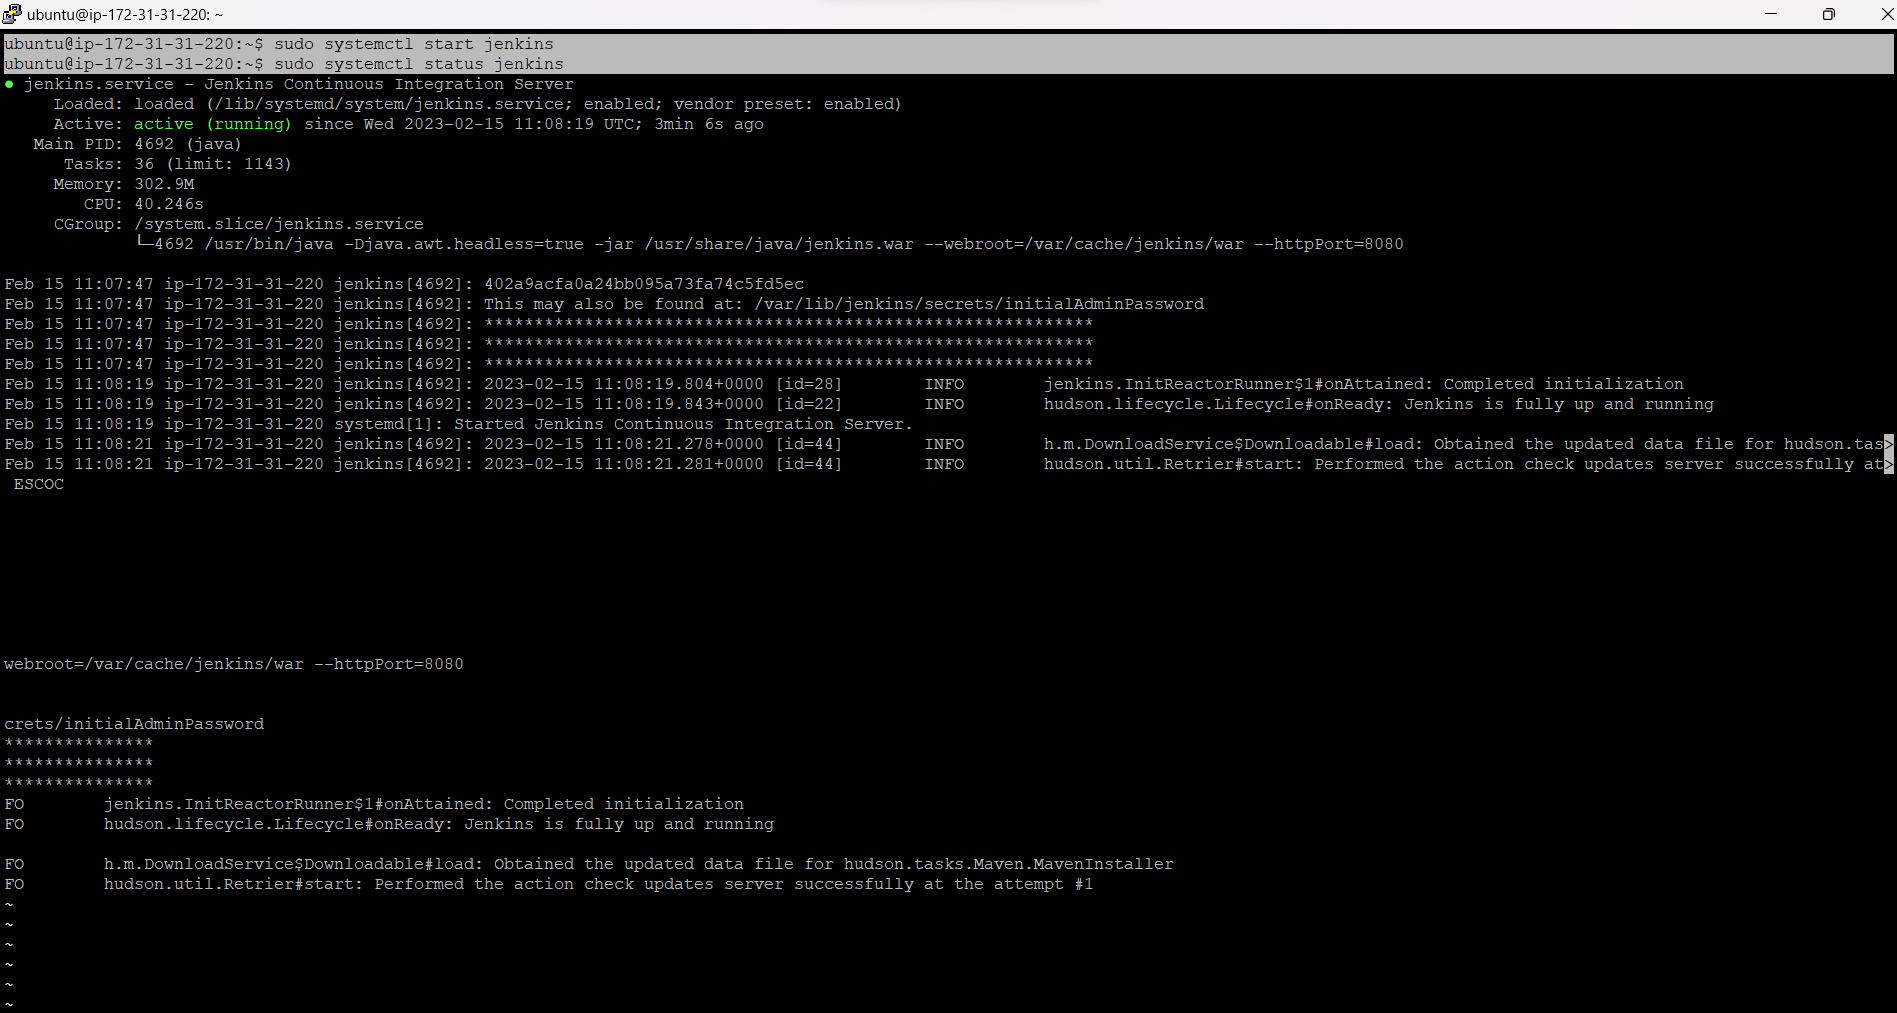 ubuntu@ip-172-31-31-220: ~
ubuntu@ip-172-31-31-220:~$ sudo systemctl start jenkins
ubuntu@ip-172-31-31-220:~$ sudo systemctl status jenkins
● jenkins.service - Jenkins Continuous Integration Server
     Loaded: loaded (/lib/systemd/system/jenkins.service; enabled; vendor preset: enabled)
     Active: active (running) since Wed 2023-02-15 11:08:19 UTC; 3min 6s ago
   Main PID: 4692 (java)
      Tasks: 36 (limit: 1143)
     Memory: 302.9M
        CPU: 40.246s
     CGroup: /system.slice/jenkins.service
             └─4692 /usr/bin/java -Djava.awt.headless=true -jar /usr/share/java/jenkins.war --webroot=/var/cache/jenkins/war --httpPort=8080
Feb 15 11:07:47 ip-172-31-31-220 jenkins[4692]: 402a9acfa0a24bb095a73fa74c5fd5ec
Feb 15 11:07:47 ip-172-31-31-220 jenkins[4692]: This may also be found at: /var/lib/jenkins/secrets/initialAdminPassword
Feb 15 11:07:47 ip-172-31-31-220 jenkins[4692]: *************************************************************
Feb 15 11:07:47 ip-172-31-31-220 jenkins[4692]: *************************************************************
Feb 15 11:07:47 ip-172-31-31-220 jenkins[4692]: *************************************************************
Feb 15 11:08:19 ip-172-31-31-220 jenkins[4692]: 2023-02-15 11:08:19.804+0000 [id=28]        INFO        jenkins.InitReactorRunner$1#onAttained: Completed initialization
Feb 15 11:08:19 ip-172-31-31-220 jenkins[4692]: 2023-02-15 11:08:19.843+0000 [id=22]        INFO        hudson.lifecycle.Lifecycle#onReady: Jenkins is fully up and running
Feb 15 11:08:19 ip-172-31-31-220 systemd[1]: Started Jenkins Continuous Integration Server.
Feb 15 11:08:21 ip-172-31-31-220 jenkins[4692]: 2023-02-15 11:08:21.278+0000 [id=44]        INFO        h.m.DownloadService$Downloadable#load: Obtained the updated data file for hudson.tas>
Feb 15 11:08:21 ip-172-31-31-220 jenkins[4692]: 2023-02-15 11:08:21.281+0000 [id=44]        INFO        hudson.util.Retrier#start: Performed the action check updates server successfully at>
 ESCOC
webroot=/var/cache/jenkins/war --httpPort=8080
crets/initialAdminPassword
***************
***************
***************
FO        jenkins.InitReactorRunner$1#onAttained: Completed initialization
FO        hudson.lifecycle.Lifecycle#onReady: Jenkins is fully up and running
FO        h.m.DownloadService$Downloadable#load: Obtained the updated data file for hudson.tasks.Maven.MavenInstaller
FO        hudson.util.Retrier#start: Performed the action check updates server successfully at the attempt #1
~
~
~
~
~
~